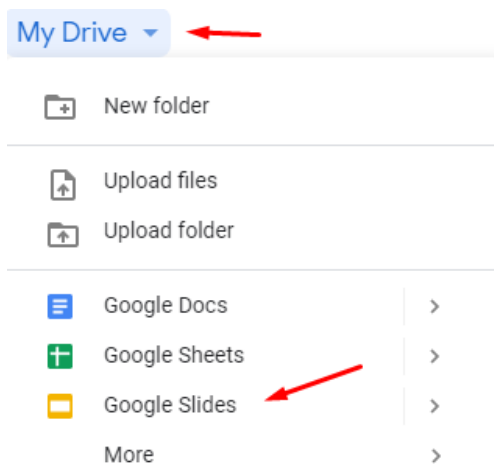 My Drive
New folder
Upload files
Upload folder
Google Docs
Google Sheets
Google Slides
More